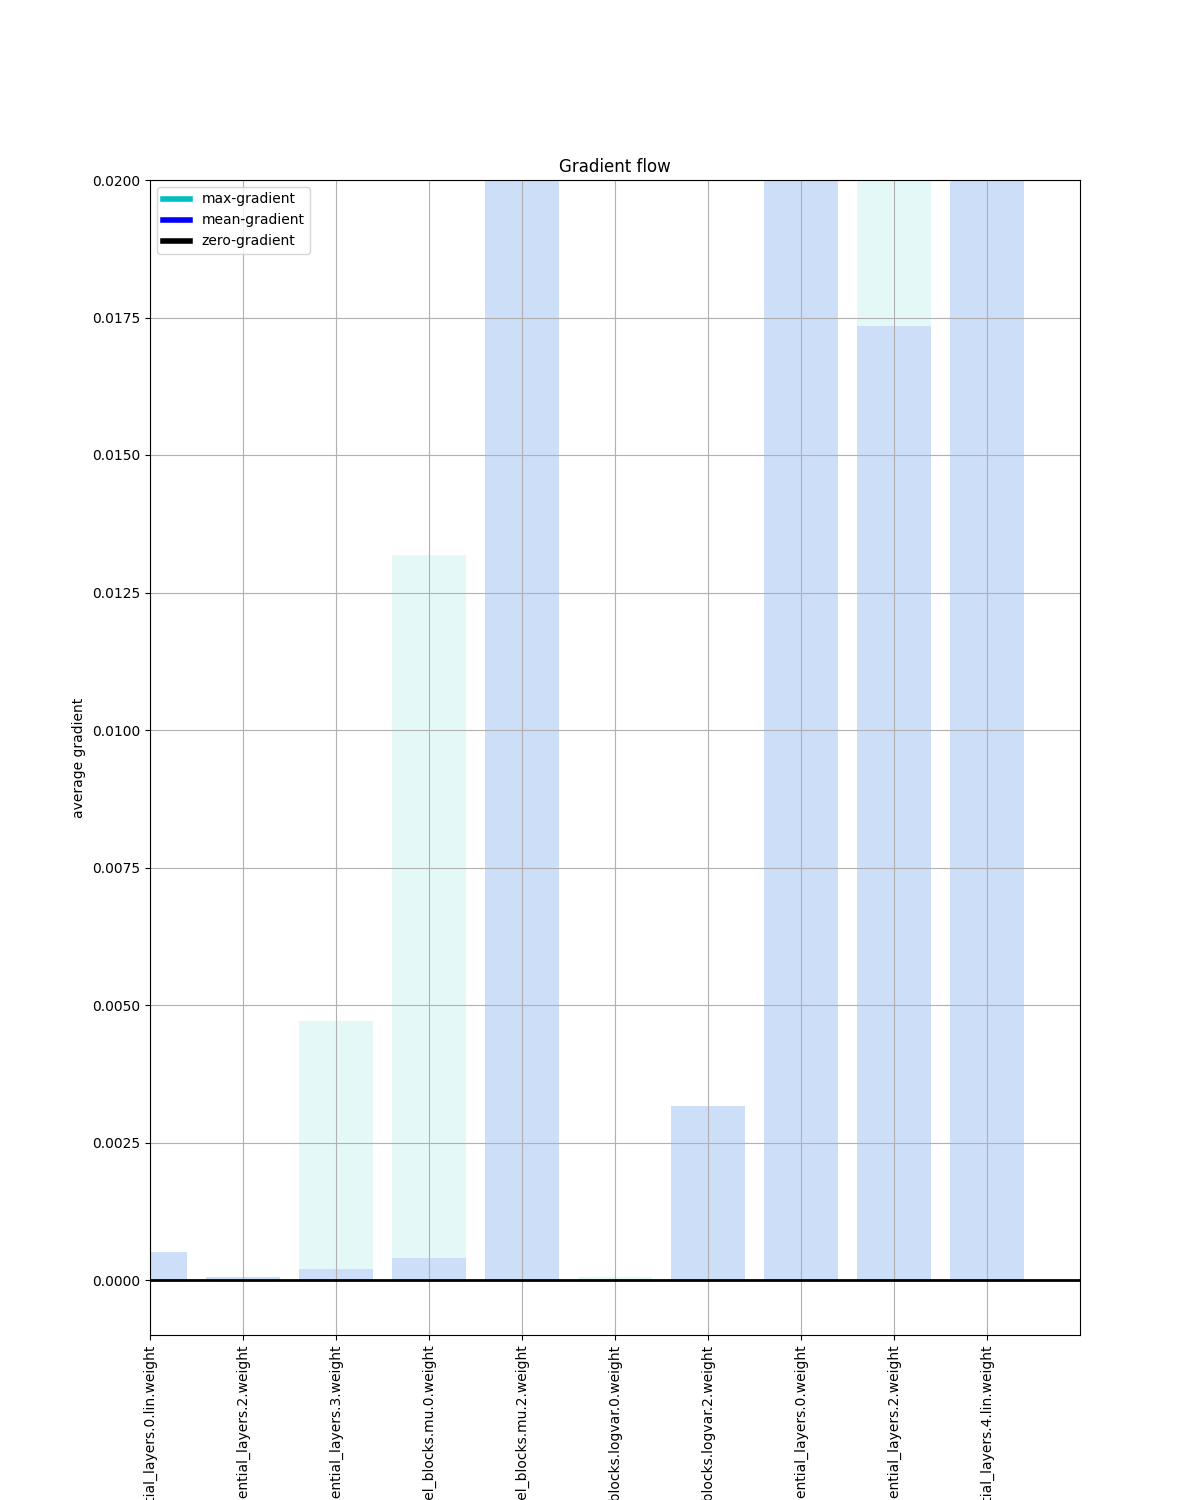 Gradient flow
max-gradient
mean-gradient
zero-gradient
average gradient
0.0200
0.0175
0.0150
0.0125
0.0100
0.0075
0.0050
0.0025
0.0000
tial_layers.0.lin.weight
ential_layers.2.weight
ential_layers.3.weight
el_blocks.mu.0.weight
el_blocks.mu.2.weight
blocks.logvar.0.weight
blocks.logvar.2.weight
ential_layers.0.weight
ential_layers.2.weight
tial_layers.4.lin.weight